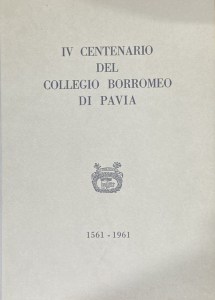 IV CENTENARIO
DEL
COLLEGIO BORROMEO
DI PAVIA
1561 - 1961